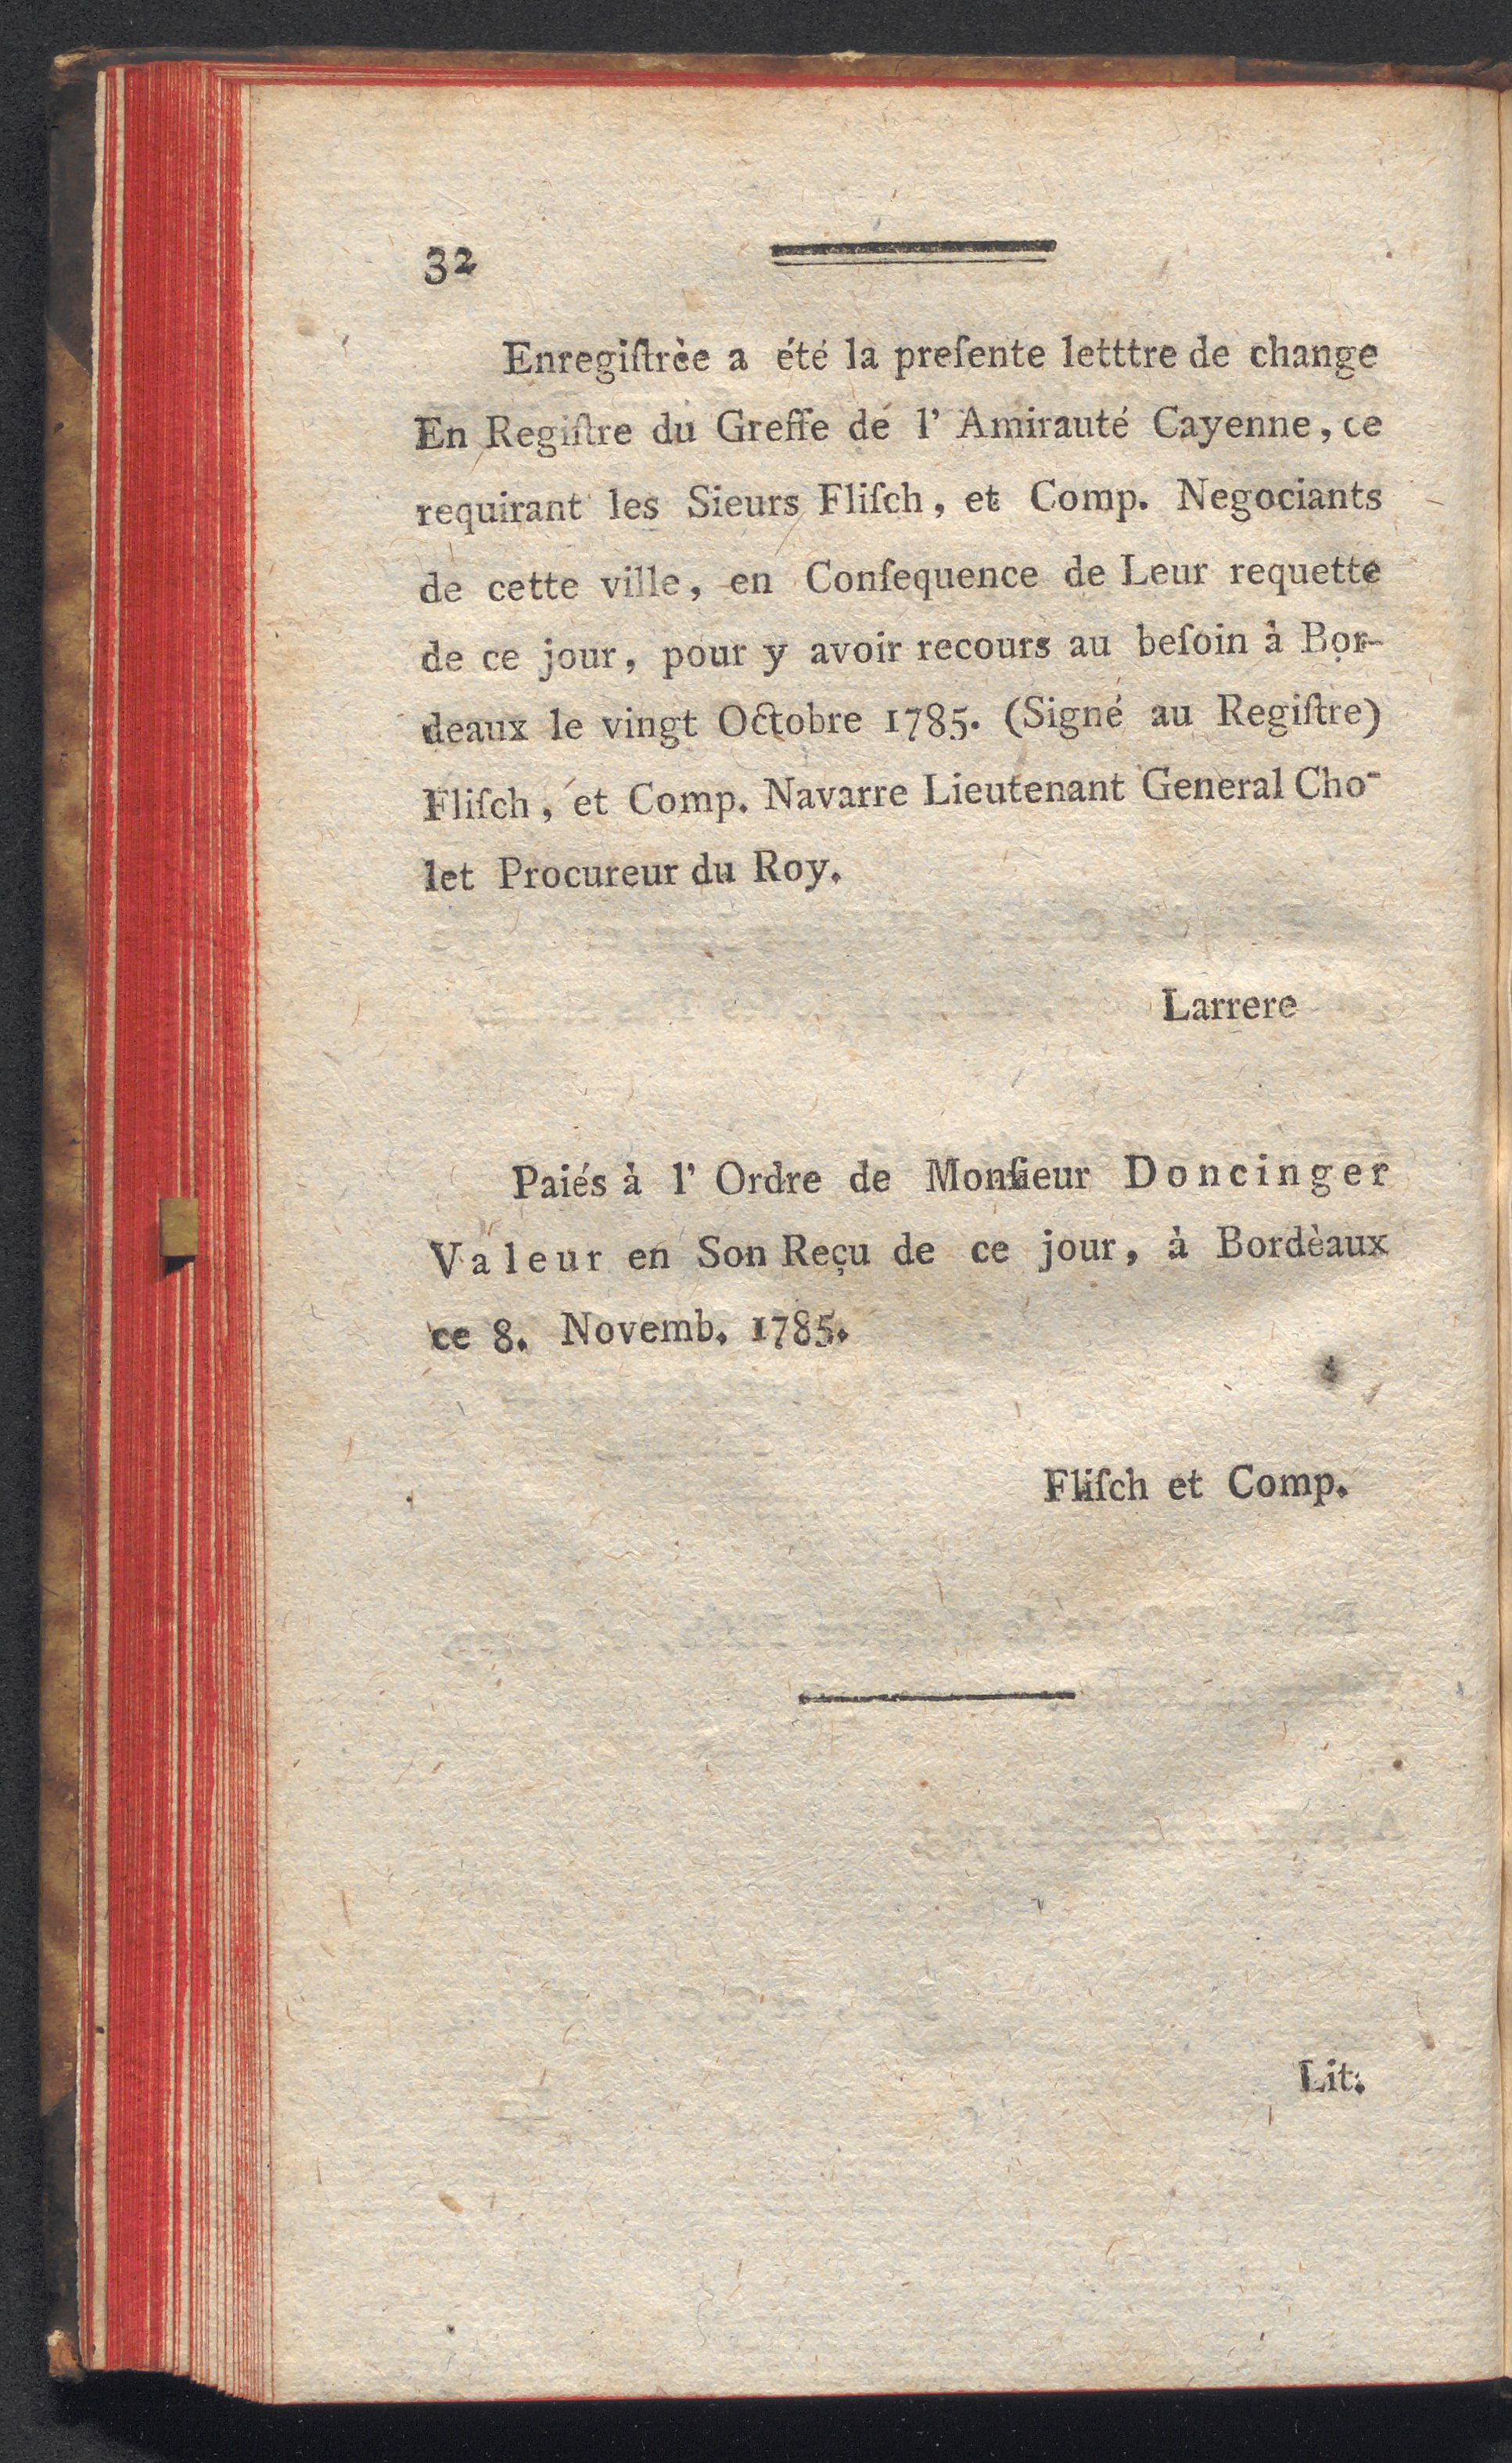 32
Enregiſtrèe a été la preſente letttre de change
En Regiſtre du Greffe de l' Amirauté Cayenne, ce
requirant les Sieurs Fliſch, et Comp. Negociants
de cette ville, en Conſequence de Leur requette
de ce jour, pour y avoir recours au beſoin à Bor-
deaux le vingt Octobre 1785. (Signé au Regiſtre)
Fliſch, et Comp. Navarre Lieutenant General Cho-
let Procureur du Roy.
Larrere
Paiés à l' Ordre de Monſieur Doncinger
Valeur en Son Reçu de ce jour, à Bordèaux
ce 8. Novemb. 1785.
Fliſch et Comp.
Lit.